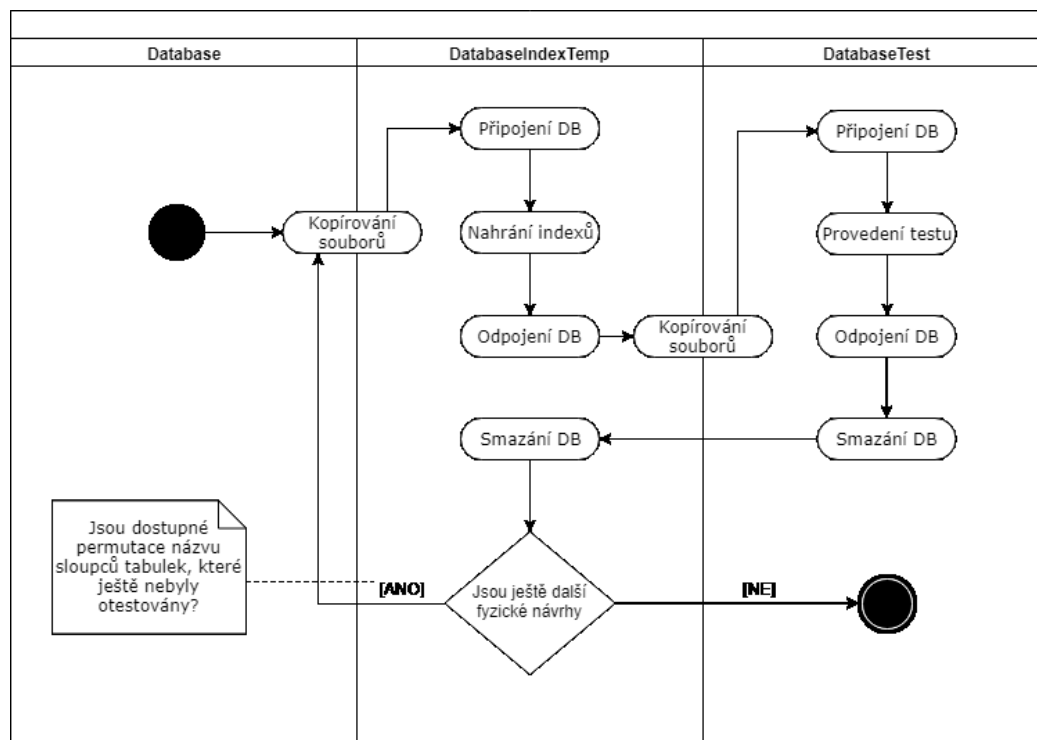 Database
DatabaseIndexTemp
DatabaseTest
Připojení DB
Připojení DB
Kopírování
souborů
Nahrání indexů
Provedení testu
Odpojení DB
Kopírování
souborů
Odpojení DB
Smazání DB
Smazání DB
Jsou dostupné
permutace názvu
sloupců tabulek, které
ještě nebyly
otestovány?
[ANO]
Jsou ještě další
fyzické návrhy
[NE]